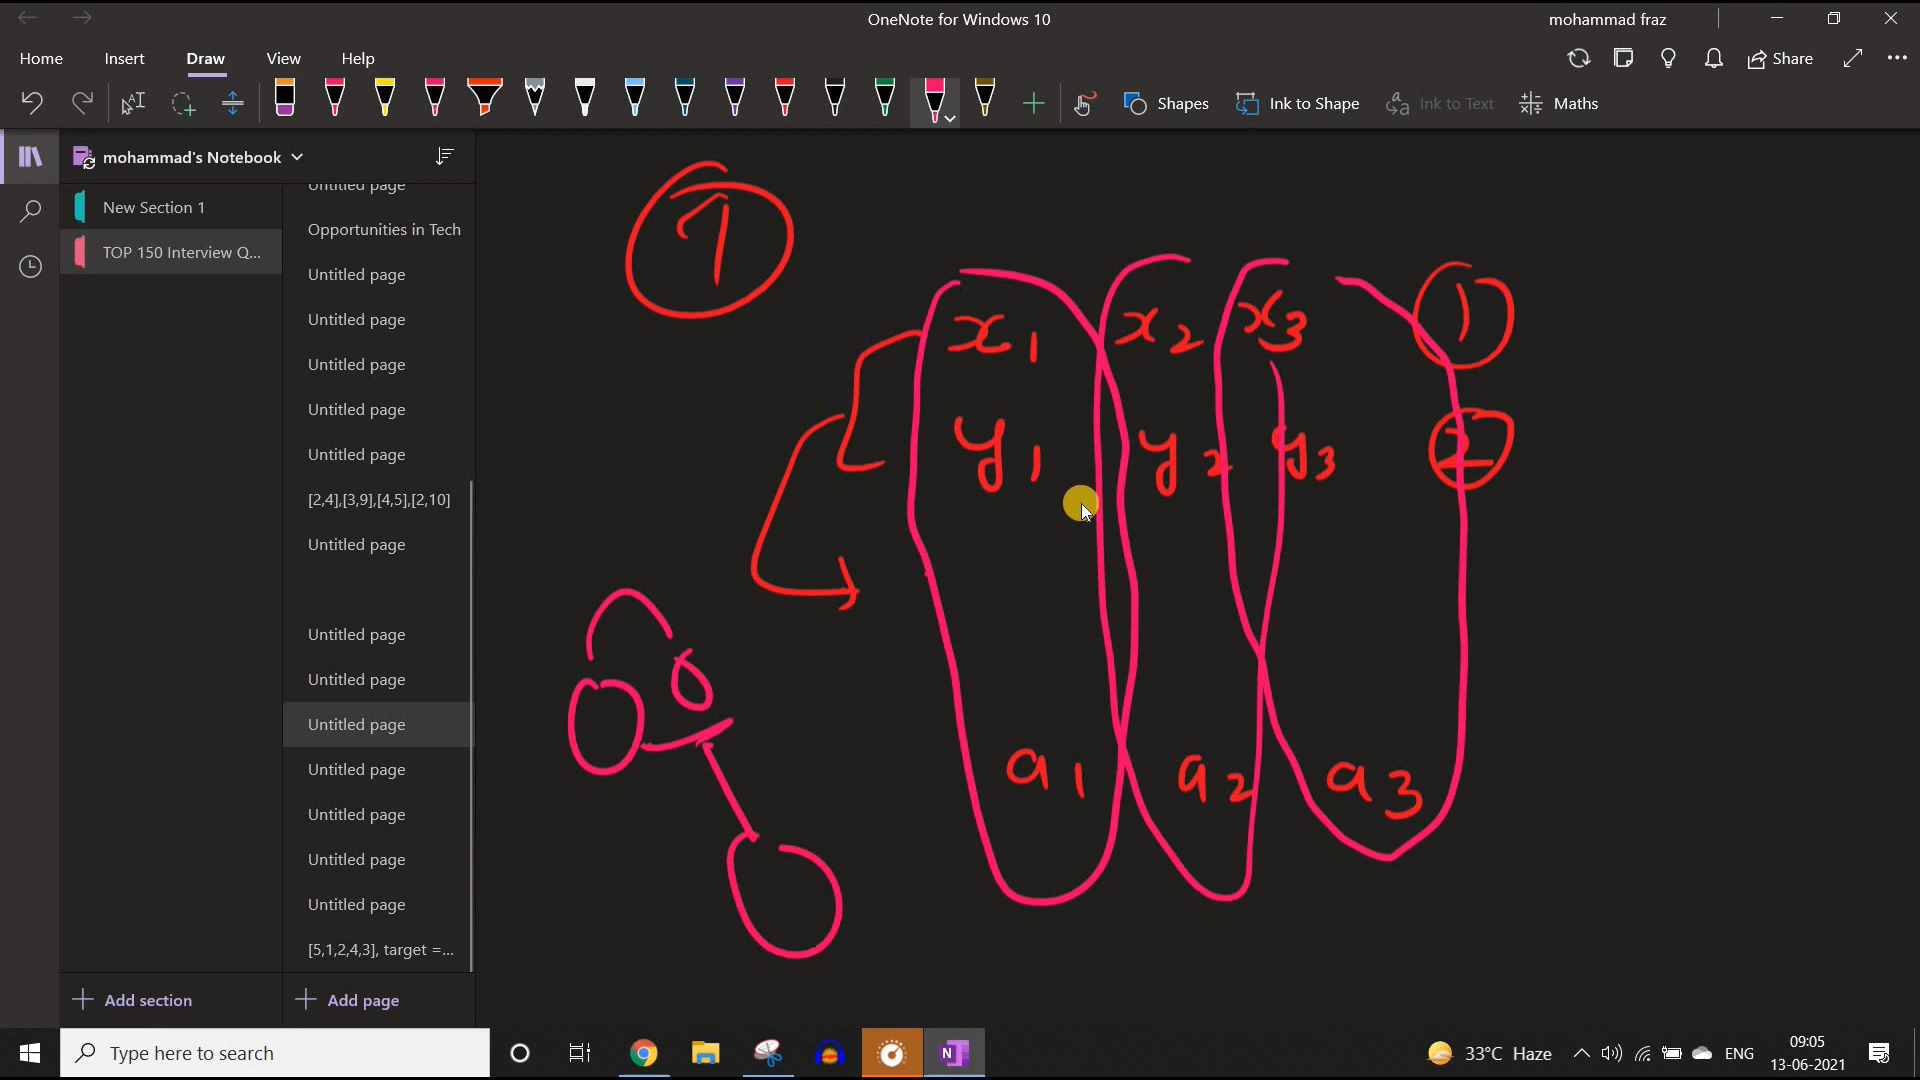 OneNote for Windows 10
mohammad fraz
Home Insert Draw View Help
Share
Shapes Ink to Shape Ink to Text Maths
mohammad's Notebook
New Section 1
TOP 150 Interview Q...
Untitled page
Opportunities in Tech
Untitled page
Untitled page
Untitled page
Untitled page
Untitled page
[2,4],[3,9],[4,5],[2,10]
Untitled page
Untitled page
Untitled page
Untitled page
Untitled page
Untitled page
Untitled page
Untitled page
[5,1,2,4,3], target =...
Add section
Add page
1
x1 x2 x3 1
y1 y2 y3 2
a1 a2 a3
Type here to search
33°C Haze
ENG
09:05
13-06-2021